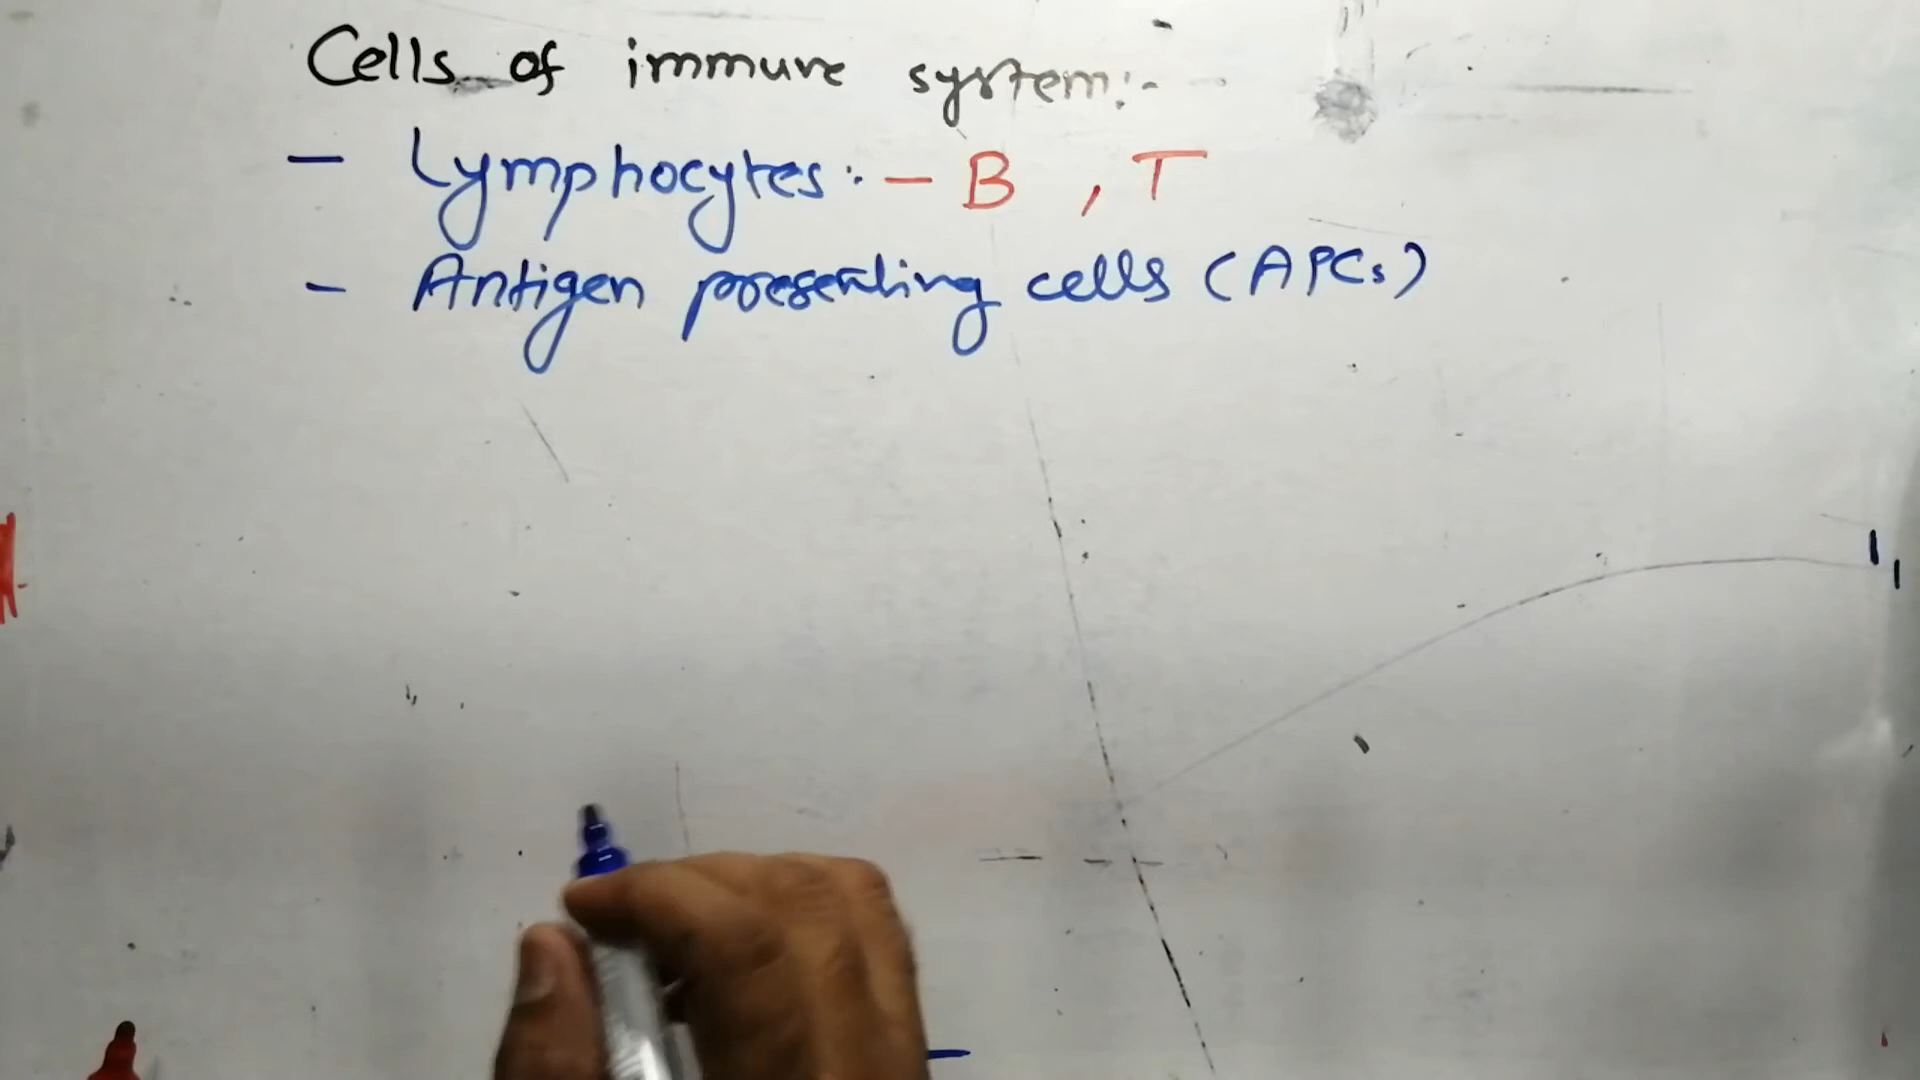 Cells of immune system:-
- Lymphocytes:- B , T
- Antigen presenting cells (APCs)